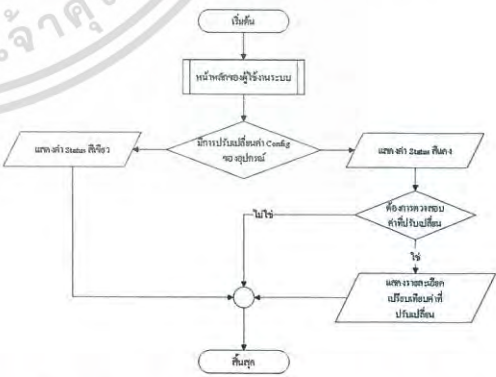 เริ่มต้น
หน้าหลักของผู้ใช้งานระบบ
มีการปรับเปลี่ยนค่า Config
ของอุปกรณ์
แสดงค่า Status สีเขียว
แสดงค่า Status สีแดง
ต้องการตรวจสอบ
ค่าที่ปรับเปลี่ยน
ไม่ใช่
ใช่
แสดงรายละเอียด
เปรียบเทียบค่าที่
ปรับเปลี่ยน
สิ้นสุด